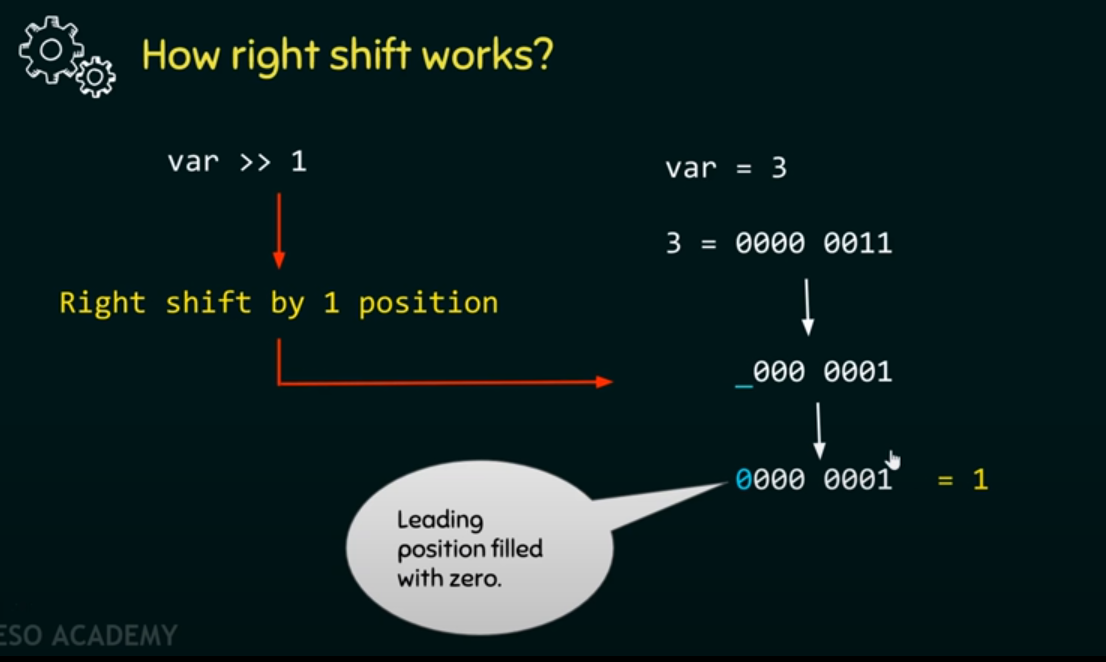 How right shift works?
var >> 1
Right shift by 1 position
var = 3
3 = 0000 0011
_000 0001
0000 0001 = 1
Leading
position filled
with zero.
ESO ACADEMY